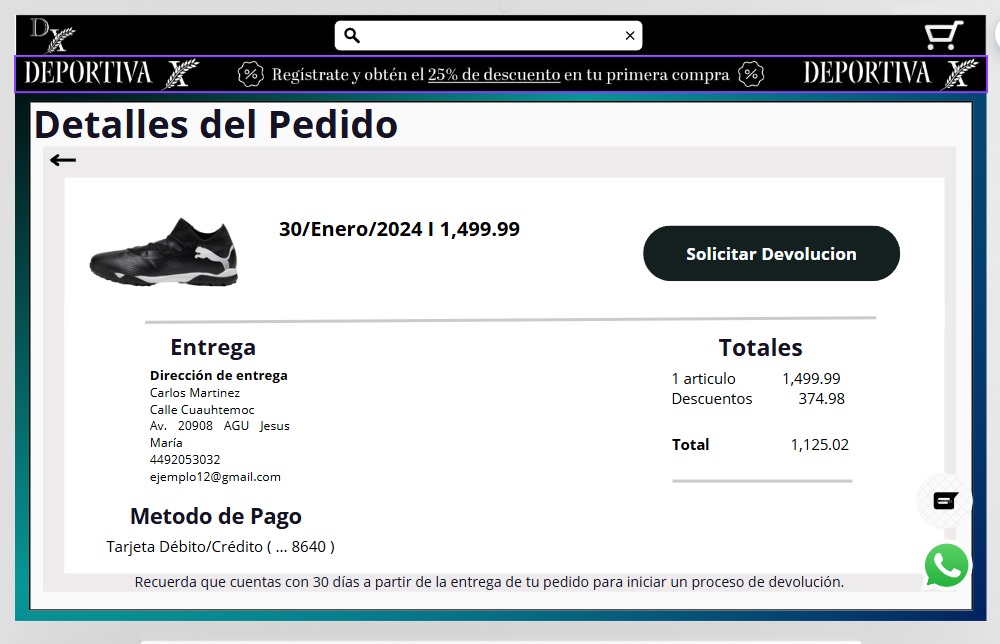 DX
DEPORTIVA X % Regístrate y obtén el 25% de descuento en tu primera compra % DEPORTIVA X
Detalles del Pedido
30/Enero/2024 I 1,499.99
Solicitar Devolucion
Entrega
Dirección de entrega
Carlos Martinez
Calle Cuauhtemoc
Av. 20908 AGU Jesus
María
4492053032
ejemplo12@gmail.com
Totales
1 articulo 1,499.99
Descuentos 374.98
Total 1,125.02
Metodo de Pago
Tarjeta Débito/Crédito ( ... 8640 )
Recuerda que cuentas con 30 días a partir de la entrega de tu pedido para iniciar un proceso de devolución.